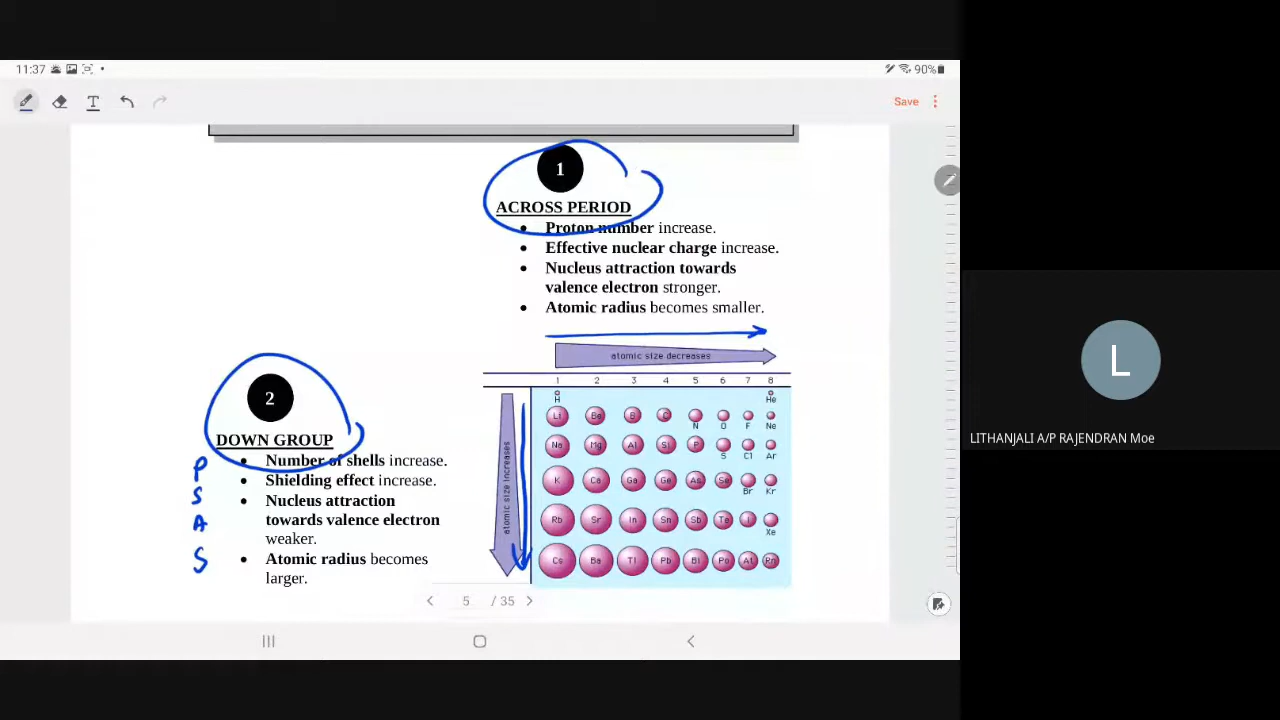 11:37
90%
T
Save
1
ACROSS PERIOD
• Proton number increase.
• Effective nuclear charge increase.
• Nucleus attraction towards
valence electron stronger.
• Atomic radius becomes smaller.
atomic size decreases
1 2 3 4 5 6 7 8
H He
Li Be B C N O F Ne
Na Mg Al Si P S Cl Ar
K Ca Ga Ge As Se Br Kr
Rb Sr In Sn Sb Te I Xe
Cs Ba Tl Pb Bi Po At Rn
atomic size increases
2
DOWN GROUP
P
S
A
S
• Number of shells increase.
• Shielding effect increase.
• Nucleus attraction
towards valence electron
weaker.
• Atomic radius becomes
larger.
5 / 35
L
LITHANJALI A/P RAJENDRAN Moe